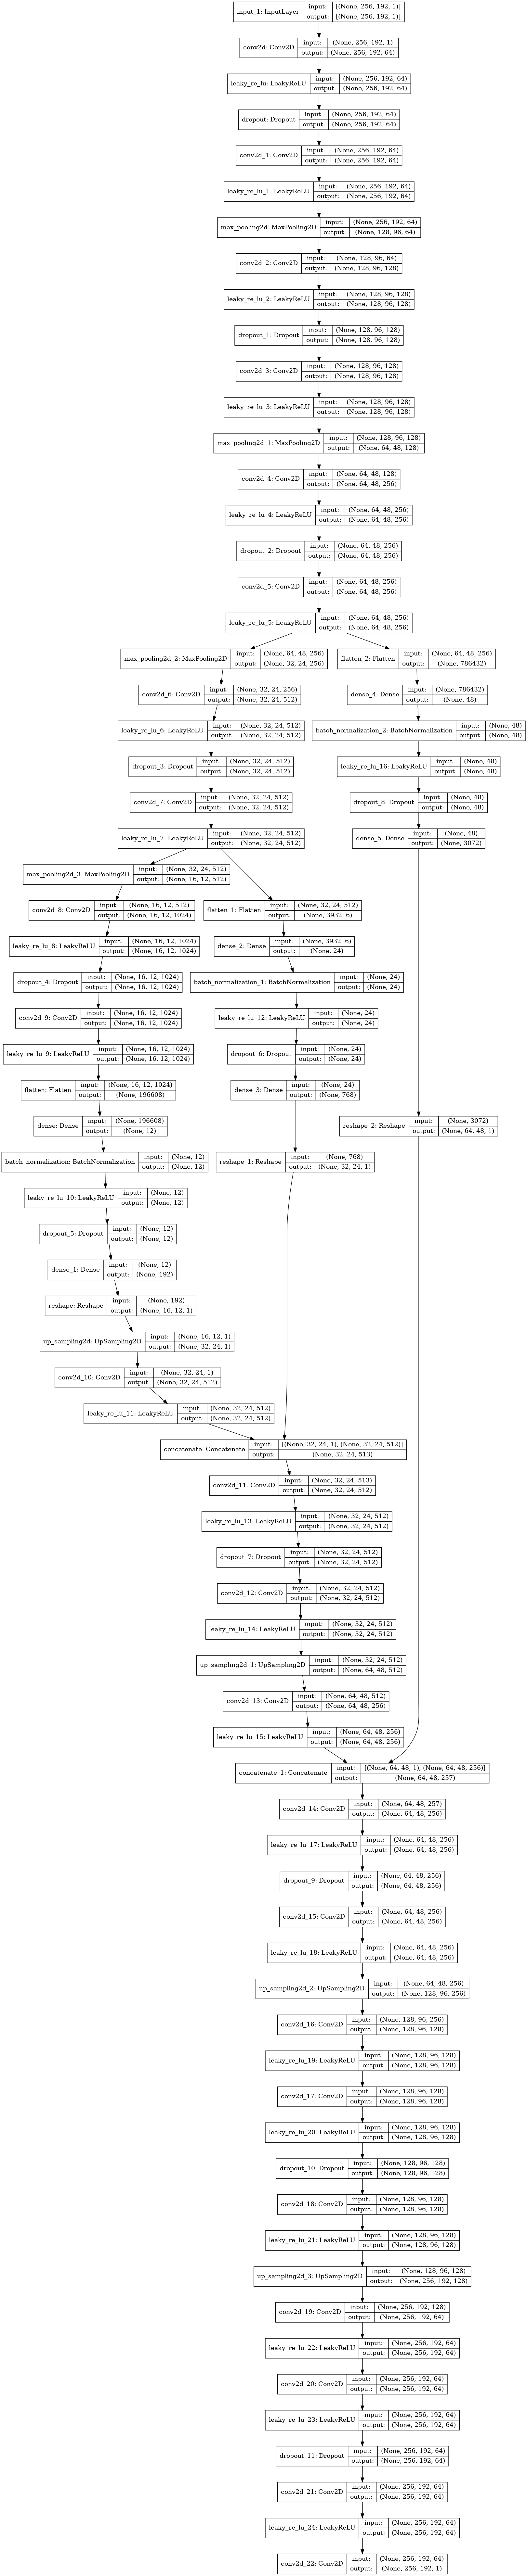 input_1: InputLayer
input: [(None, 256, 192, 1)]
output: [(None, 256, 192, 1)]
conv2d: Conv2D
input: (None, 256, 192, 1)
output: (None, 256, 192, 64)
leaky_re_lu: LeakyReLU
input: (None, 256, 192, 64)
output: (None, 256, 192, 64)
dropout: Dropout
input: (None, 256, 192, 64)
output: (None, 256, 192, 64)
conv2d_1: Conv2D
input: (None, 256, 192, 64)
output: (None, 256, 192, 64)
leaky_re_lu_1: LeakyReLU
input: (None, 256, 192, 64)
output: (None, 256, 192, 64)
max_pooling2d: MaxPooling2D
input: (None, 256, 192, 64)
output: (None, 128, 96, 64)
conv2d_2: Conv2D
input: (None, 128, 96, 64)
output: (None, 128, 96, 128)
leaky_re_lu_2: LeakyReLU
input: (None, 128, 96, 128)
output: (None, 128, 96, 128)
dropout_1: Dropout
input: (None, 128, 96, 128)
output: (None, 128, 96, 128)
conv2d_3: Conv2D
input: (None, 128, 96, 128)
output: (None, 128, 96, 128)
leaky_re_lu_3: LeakyReLU
input: (None, 128, 96, 128)
output: (None, 128, 96, 128)
max_pooling2d_1: MaxPooling2D
input: (None, 128, 96, 128)
output: (None, 64, 48, 128)
conv2d_4: Conv2D
input: (None, 64, 48, 128)
output: (None, 64, 48, 256)
leaky_re_lu_4: LeakyReLU
input: (None, 64, 48, 256)
output: (None, 64, 48, 256)
dropout_2: Dropout
input: (None, 64, 48, 256)
output: (None, 64, 48, 256)
conv2d_5: Conv2D
input: (None, 64, 48, 256)
output: (None, 64, 48, 256)
leaky_re_lu_5: LeakyReLU
input: (None, 64, 48, 256)
output: (None, 64, 48, 256)
max_pooling2d_2: MaxPooling2D
input: (None, 64, 48, 256)
output: (None, 32, 24, 256)
flatten_2: Flatten
input: (None, 64, 48, 256)
output: (None, 786432)
conv2d_6: Conv2D
input: (None, 32, 24, 256)
output: (None, 32, 24, 512)
dense_4: Dense
input: (None, 786432)
output: (None, 48)
leaky_re_lu_6: LeakyReLU
input: (None, 32, 24, 512)
output: (None, 32, 24, 512)
batch_normalization_2: BatchNormalization
input: (None, 48)
output: (None, 48)
dropout_3: Dropout
input: (None, 32, 24, 512)
output: (None, 32, 24, 512)
leaky_re_lu_16: LeakyReLU
input: (None, 48)
output: (None, 48)
conv2d_7: Conv2D
input: (None, 32, 24, 512)
output: (None, 32, 24, 512)
dropout_8: Dropout
input: (None, 48)
output: (None, 48)
leaky_re_lu_7: LeakyReLU
input: (None, 32, 24, 512)
output: (None, 32, 24, 512)
dense_5: Dense
input: (None, 48)
output: (None, 3072)
max_pooling2d_3: MaxPooling2D
input: (None, 32, 24, 512)
output: (None, 16, 12, 512)
conv2d_8: Conv2D
input: (None, 16, 12, 512)
output: (None, 16, 12, 1024)
flatten_1: Flatten
input: (None, 32, 24, 512)
output: (None, 393216)
leaky_re_lu_8: LeakyReLU
input: (None, 16, 12, 1024)
output: (None, 16, 12, 1024)
dense_2: Dense
input: (None, 393216)
output: (None, 24)
dropout_4: Dropout
input: (None, 16, 12, 1024)
output: (None, 16, 12, 1024)
batch_normalization_1: BatchNormalization
input: (None, 24)
output: (None, 24)
conv2d_9: Conv2D
input: (None, 16, 12, 1024)
output: (None, 16, 12, 1024)
leaky_re_lu_12: LeakyReLU
input: (None, 24)
output: (None, 24)
leaky_re_lu_9: LeakyReLU
input: (None, 16, 12, 1024)
output: (None, 16, 12, 1024)
dropout_6: Dropout
input: (None, 24)
output: (None, 24)
flatten: Flatten
input: (None, 16, 12, 1024)
output: (None, 196608)
dense_3: Dense
input: (None, 24)
output: (None, 768)
dense: Dense
input: (None, 196608)
output: (None, 12)
reshape_2: Reshape
input: (None, 3072)
output: (None, 64, 48, 1)
batch_normalization: BatchNormalization
input: (None, 12)
output: (None, 12)
reshape_1: Reshape
input: (None, 768)
output: (None, 32, 24, 1)
leaky_re_lu_10: LeakyReLU
input: (None, 12)
output: (None, 12)
dropout_5: Dropout
input: (None, 12)
output: (None, 12)
dense_1: Dense
input: (None, 12)
output: (None, 192)
reshape: Reshape
input: (None, 192)
output: (None, 16, 12, 1)
up_sampling2d: UpSampling2D
input: (None, 16, 12, 1)
output: (None, 32, 24, 1)
conv2d_10: Conv2D
input: (None, 32, 24, 1)
output: (None, 32, 24, 512)
leaky_re_lu_11: LeakyReLU
input: (None, 32, 24, 512)
output: (None, 32, 24, 512)
concatenate: Concatenate
input: [(None, 32, 24, 1), (None, 32, 24, 512)]
output: (None, 32, 24, 513)
conv2d_11: Conv2D
input: (None, 32, 24, 513)
output: (None, 32, 24, 512)
leaky_re_lu_13: LeakyReLU
input: (None, 32, 24, 512)
output: (None, 32, 24, 512)
dropout_7: Dropout
input: (None, 32, 24, 512)
output: (None, 32, 24, 512)
conv2d_12: Conv2D
input: (None, 32, 24, 512)
output: (None, 32, 24, 512)
leaky_re_lu_14: LeakyReLU
input: (None, 32, 24, 512)
output: (None, 32, 24, 512)
up_sampling2d_1: UpSampling2D
input: (None, 32, 24, 512)
output: (None, 64, 48, 512)
conv2d_13: Conv2D
input: (None, 64, 48, 512)
output: (None, 64, 48, 256)
leaky_re_lu_15: LeakyReLU
input: (None, 64, 48, 256)
output: (None, 64, 48, 256)
concatenate_1: Concatenate
input: [(None, 64, 48, 1), (None, 64, 48, 256)]
output: (None, 64, 48, 257)
conv2d_14: Conv2D
input: (None, 64, 48, 257)
output: (None, 64, 48, 256)
leaky_re_lu_17: LeakyReLU
input: (None, 64, 48, 256)
output: (None, 64, 48, 256)
dropout_9: Dropout
input: (None, 64, 48, 256)
output: (None, 64, 48, 256)
conv2d_15: Conv2D
input: (None, 64, 48, 256)
output: (None, 64, 48, 256)
leaky_re_lu_18: LeakyReLU
input: (None, 64, 48, 256)
output: (None, 64, 48, 256)
up_sampling2d_2: UpSampling2D
input: (None, 64, 48, 256)
output: (None, 128, 96, 256)
conv2d_16: Conv2D
input: (None, 128, 96, 256)
output: (None, 128, 96, 128)
leaky_re_lu_19: LeakyReLU
input: (None, 128, 96, 128)
output: (None, 128, 96, 128)
conv2d_17: Conv2D
input: (None, 128, 96, 128)
output: (None, 128, 96, 128)
leaky_re_lu_20: LeakyReLU
input: (None, 128, 96, 128)
output: (None, 128, 96, 128)
dropout_10: Dropout
input: (None, 128, 96, 128)
output: (None, 128, 96, 128)
conv2d_18: Conv2D
input: (None, 128, 96, 128)
output: (None, 128, 96, 128)
leaky_re_lu_21: LeakyReLU
input: (None, 128, 96, 128)
output: (None, 128, 96, 128)
up_sampling2d_3: UpSampling2D
input: (None, 128, 96, 128)
output: (None, 256, 192, 128)
conv2d_19: Conv2D
input: (None, 256, 192, 128)
output: (None, 256, 192, 64)
leaky_re_lu_22: LeakyReLU
input: (None, 256, 192, 64)
output: (None, 256, 192, 64)
conv2d_20: Conv2D
input: (None, 256, 192, 64)
output: (None, 256, 192, 64)
leaky_re_lu_23: LeakyReLU
input: (None, 256, 192, 64)
output: (None, 256, 192, 64)
dropout_11: Dropout
input: (None, 256, 192, 64)
output: (None, 256, 192, 64)
conv2d_21: Conv2D
input: (None, 256, 192, 64)
output: (None, 256, 192, 64)
leaky_re_lu_24: LeakyReLU
input: (None, 256, 192, 64)
output: (None, 256, 192, 64)
conv2d_22: Conv2D
input: (None, 256, 192, 64)
output: (None, 256, 192, 1)